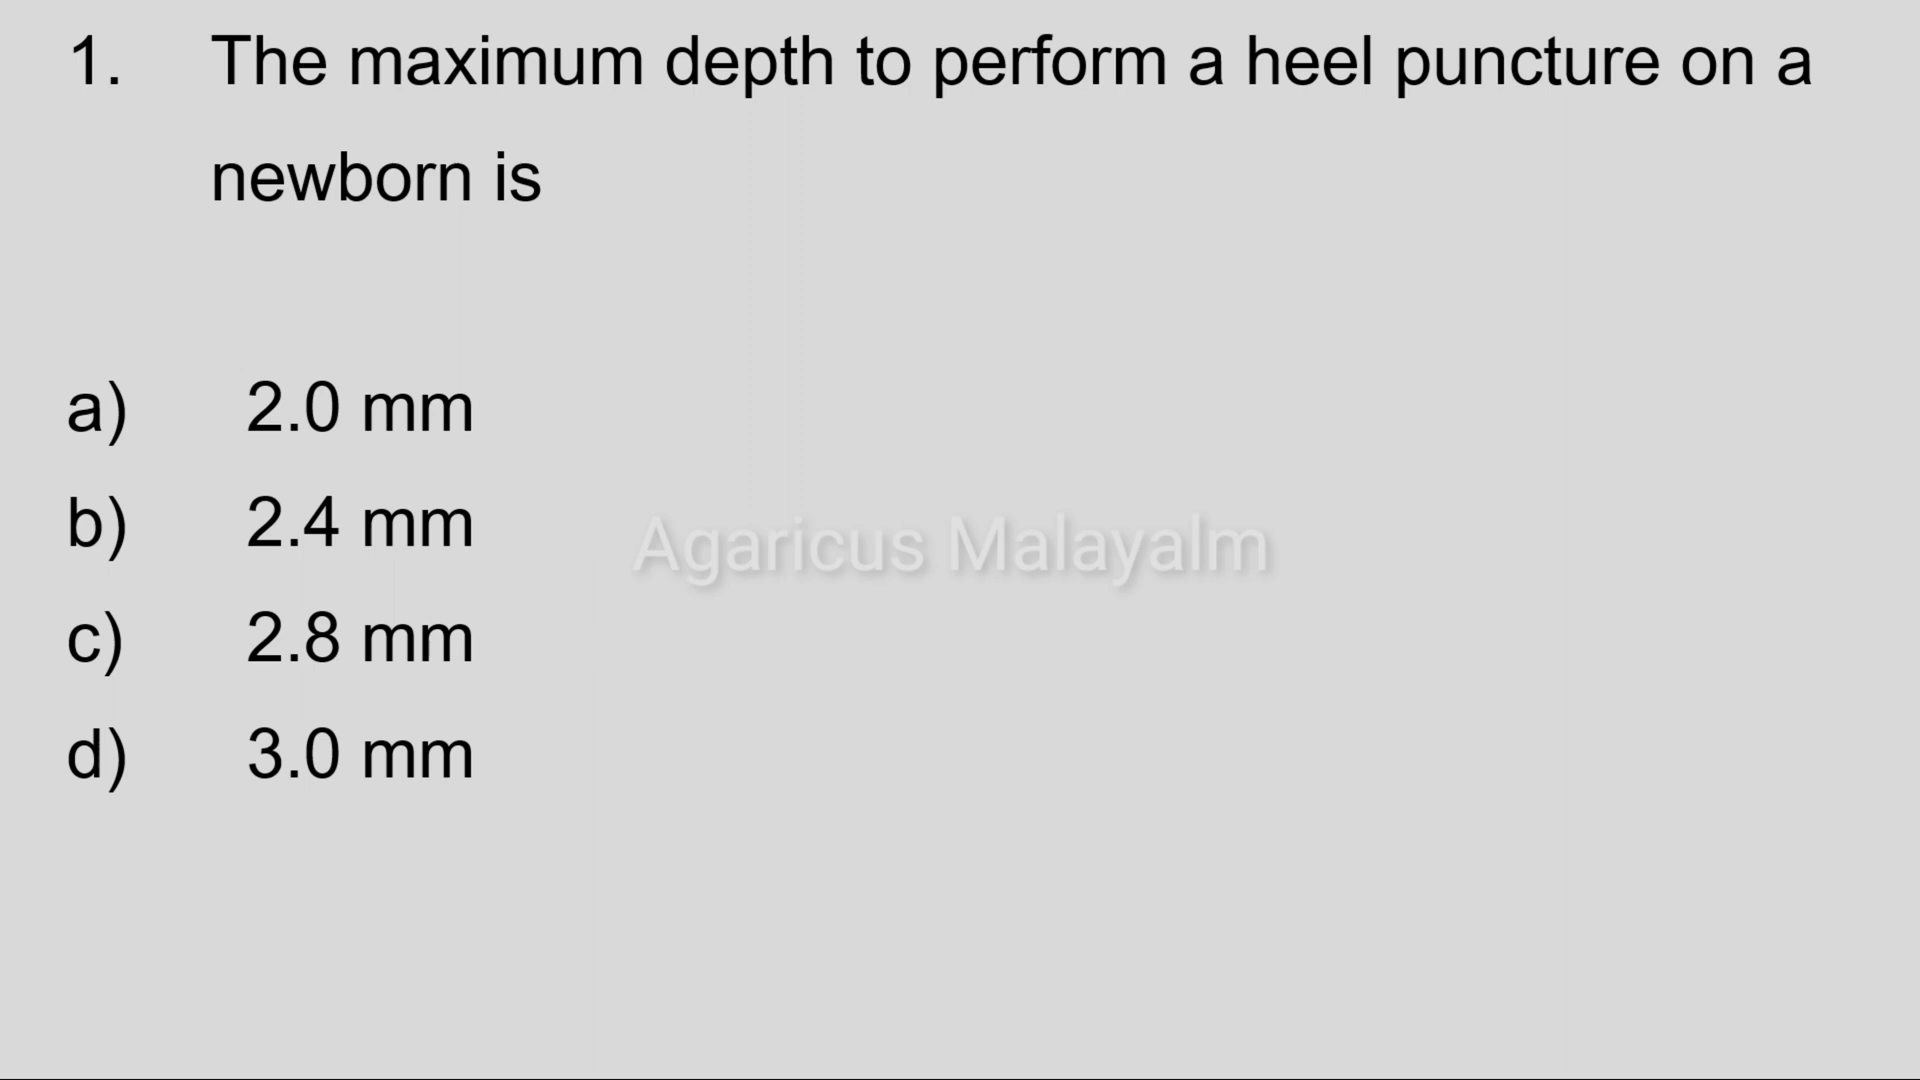 1. The maximum depth to perform a heel puncture on a
newborn is
a) 2.0 mm
b) 2.4 mm
Agaricus Malayalm
c) 2.8 mm
d) 3.0 mm